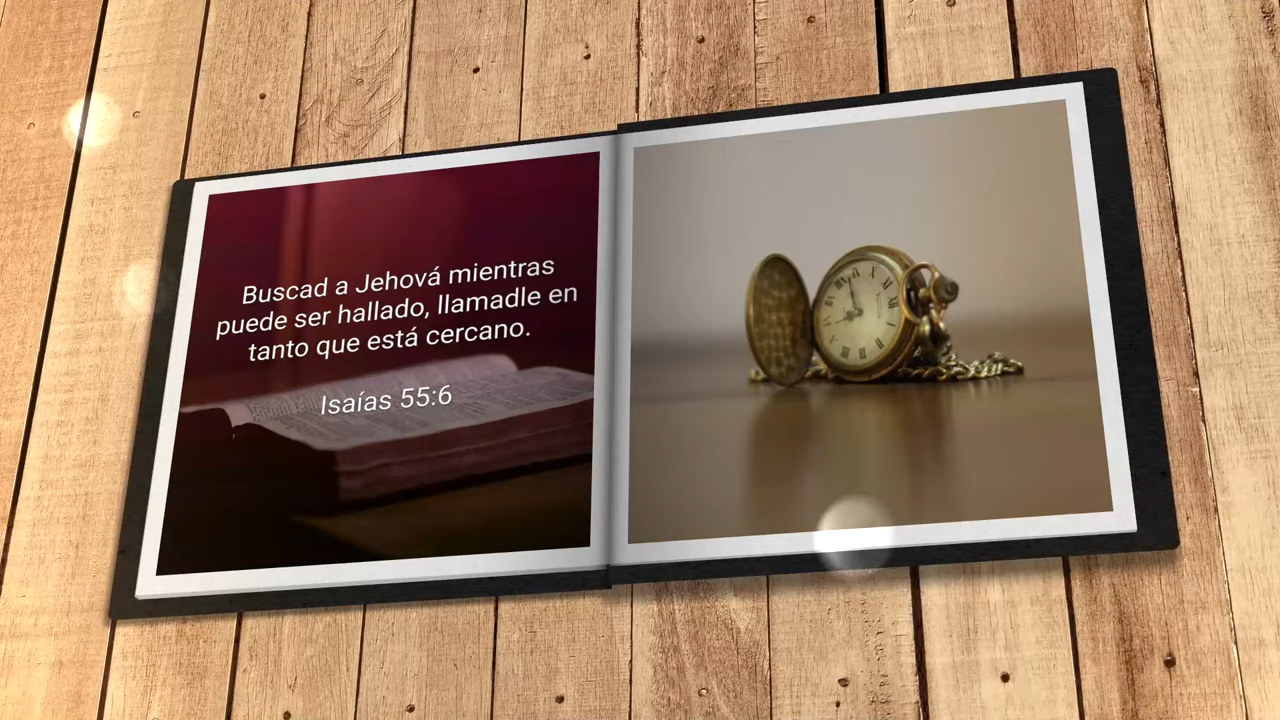 Buscad a Jehová mientras
puede ser hallado, llamadle en
tanto que está cercano.
Isaías 55:6